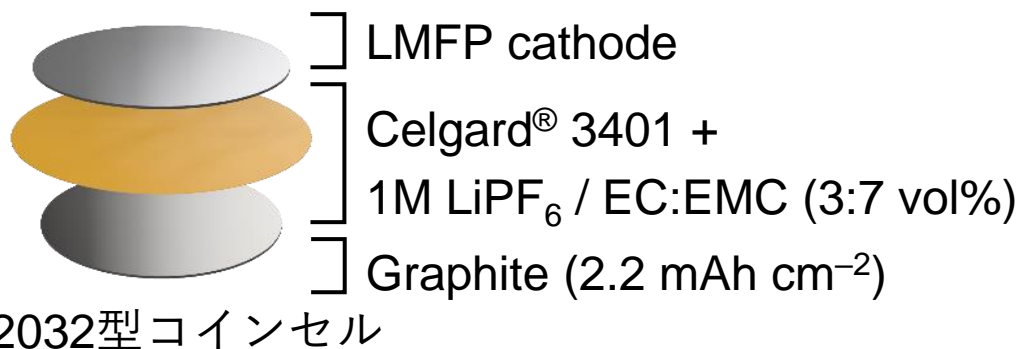 LMFP cathode
Celgard® 3401 +
1M LiPF₆ / EC:EMC (3:7 vol%)
Graphite (2.2 mAh cm⁻²)
2032型コインセル